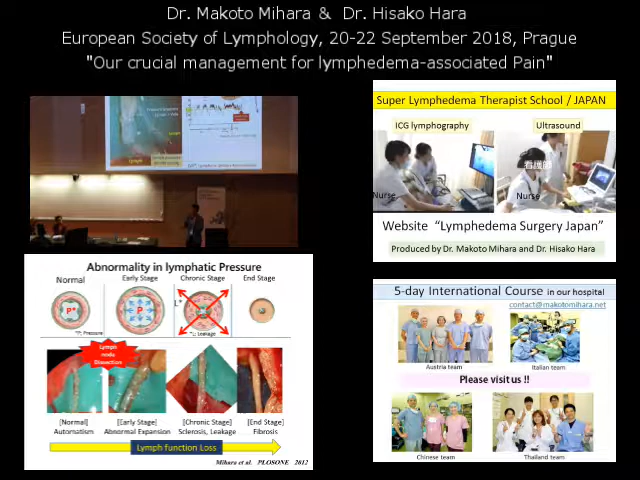 Dr. Makoto Mihara & Dr. Hisako Hara
European Society of Lymphology, 20-22 September 2018, Prague
"Our crucial management for lymphedema-associated Pain"
Super Lymphedema Therapist School / JAPAN
ICG lymphography
Ultrasound
Nurse
看護師
Nurse
Website "Lymphedema Surgery Japan"
Produced by Dr. Makoto Mihara and Dr. Hisako Hara
Abnormality in lymphatic Pressure
Normal
Early Stage
Chronic Stage
End Stage
P*
P
L*
*P: Pressure
*L: Leakage
Lymph
node
Dissection
[Normal]
Automatism
[Early Stage]
Abnormal Expansion
[Chronic Stage]
Sclerosis, Leakage
[End Stage]
Fibrosis
Lymph function Loss
Mihara et al. PLOSONE 2012
5-day International Course in our hospital
contact@makotomihara.net
Austria team
Italian team
Please visit us !!
Chinese team
Thailand team